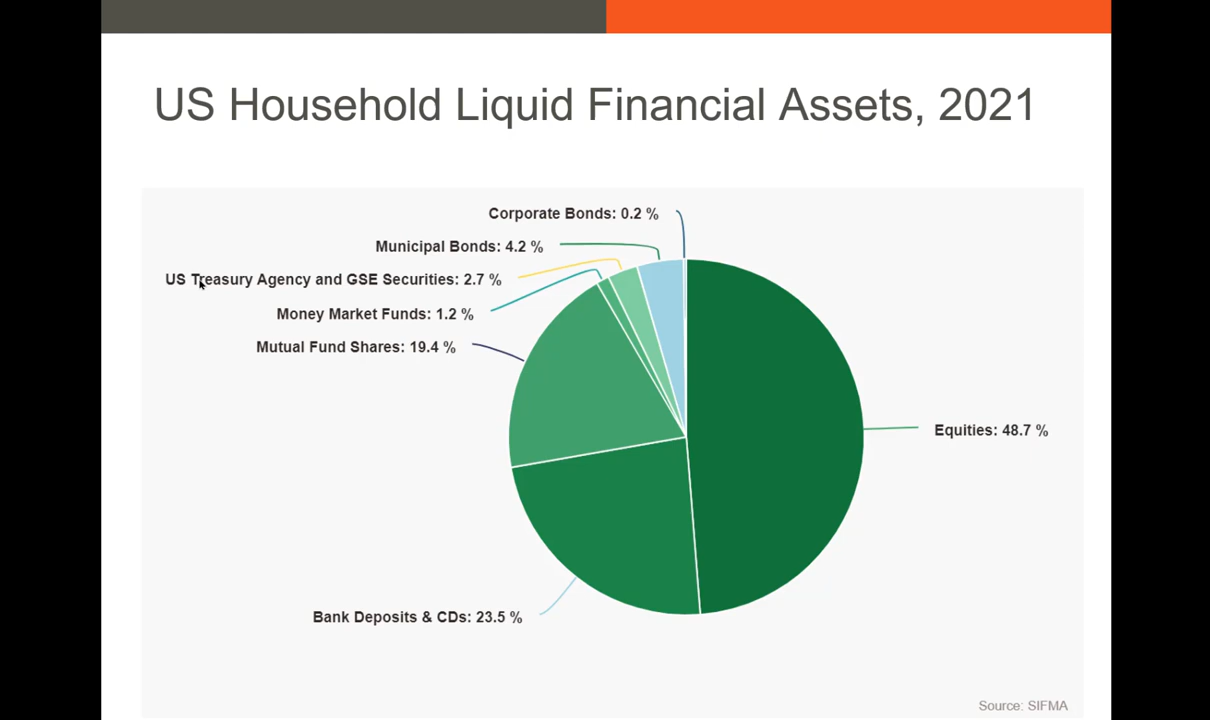 US Household Liquid Financial Assets, 2021
Corporate Bonds: 0.2 %
Municipal Bonds: 4.2 %
US Treasury Agency and GSE Securities: 2.7 %
Money Market Funds: 1.2 %
Mutual Fund Shares: 19.4 %
Equities: 48.7 %
Bank Deposits & CDs: 23.5 %
Source: SIFMA